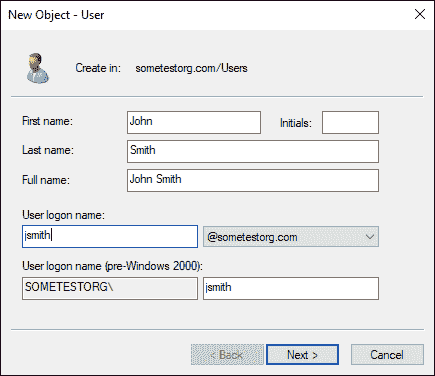 New Object - User
Create in: sometestorg.com/Users
First name: John Initials:
Last name: Smith
Full name: John Smith
User logon name:
jsmith @sometestorg.com
User logon name (pre-Windows 2000):
SOMETESTORG\ jsmith
< Back Next > Cancel